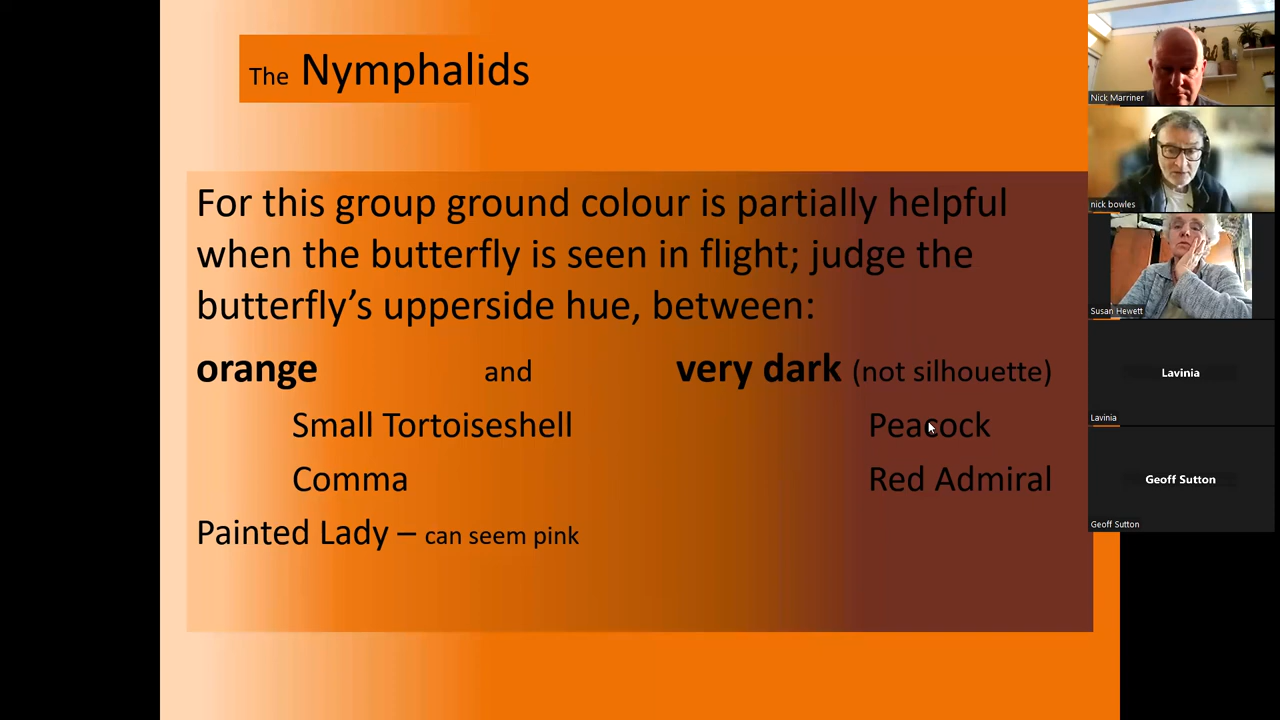 The Nymphalids
For this group ground colour is partially helpful
when the butterfly is seen in flight; judge the
butterfly’s upperside hue, between:
orange and very dark (not silhouette)
Small Tortoiseshell Peacock
Comma Red Admiral
Painted Lady – can seem pink
Nick Marriner
nick bowles
Susan Hewett
Lavinia
Lavinia
Geoff Sutton
Geoff Sutton